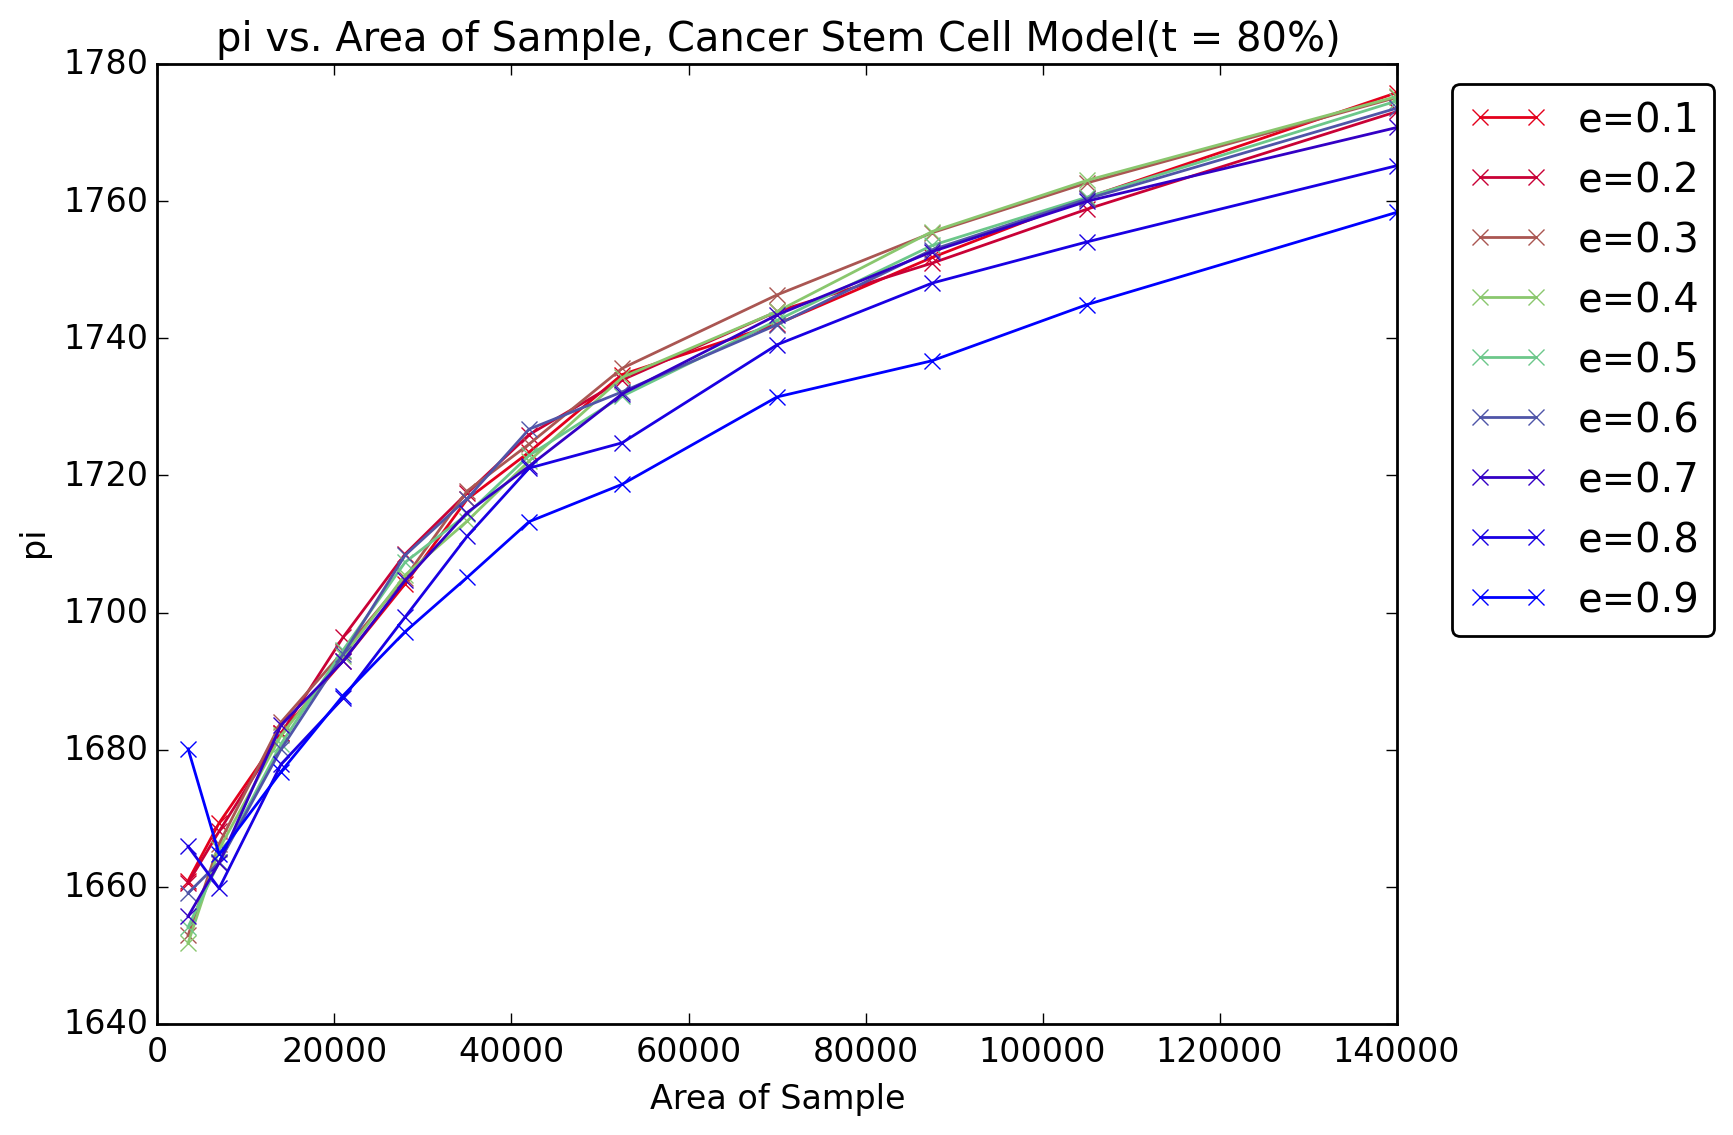 pi vs. Area of Sample, Cancer Stem Cell Model(t = 80%)
1780
1760
1740
1720
1700
1680
1660
1640
pi
0 20000 40000 60000 80000 100000 120000 140000
Area of Sample
e=0.1
e=0.2
e=0.3
e=0.4
e=0.5
e=0.6
e=0.7
e=0.8
e=0.9